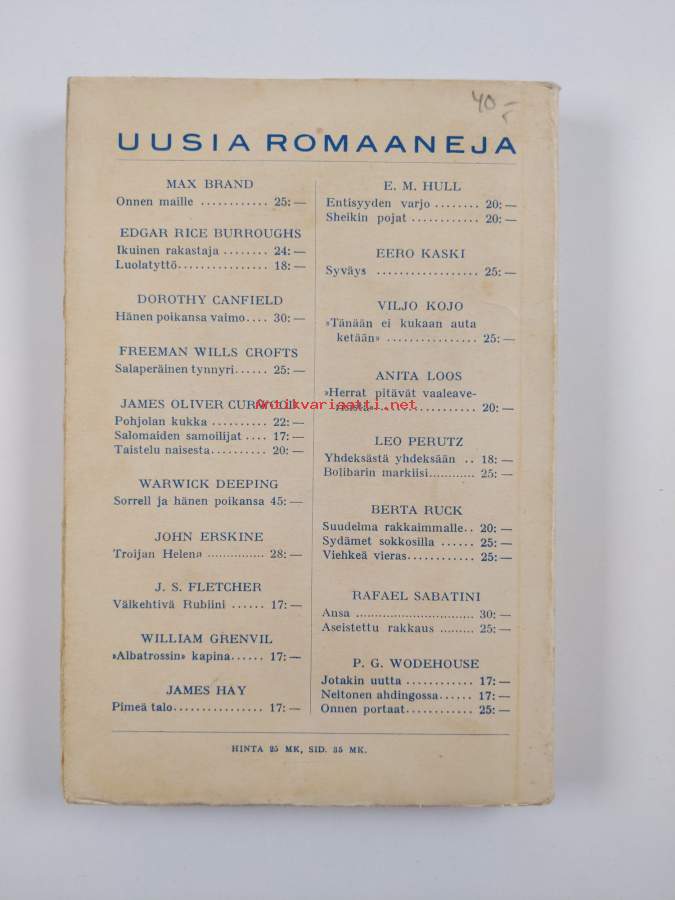 40:-
UUSIA ROMAANEJA
MAX BRAND
Onnen maille ............ 25: —
EDGAR RICE BURROUGHS
Ikuinen rakastaja ........ 24: —
Luolatyttö................ 18: —
DOROTHY CANFIELD
Hänen poikansa vaimo.... 30: —
FREEMAN WILLS CROFTS
Salaperäinen tynnyri...... 25: —
JAMES OLIVER CURWOOD
Pohjolan kukka .......... 22: —
Salomaiden samoilijat .... 17: —
Taistelu naisesta.......... 20: —
WARWICK DEEPING
Sorrell ja hänen poikansa 45: —
JOHN ERSKINE
Troijan Helena ............... 28: —
J. S. FLETCHER
Välkehtivä Rubiini ...... 17: —
WILLIAM GRENVIL
»Albatrossin» kapina...... 17: —
JAMES HAY
Pimeä talo................ 17: —
E. M. HULL
Entisyyden varjo ........ 20: —
Sheikin pojat ............ 20: —
EERO KASKI
Syväys .................. 25: —
VILJO KOJO
»Tänään ei kukaan auta
ketään» ................ 25: —
ANITA LOOS
»Herrat pitävät vaaleave-
20: —
LEO PERUTZ
Yhdeksästä yhdeksään .. 18: —
Bolibarin markiisi............ 25: —
BERTA RUCK
Suudelma rakkaimmalle.. 20: —
Sydämet sokkosilla ...... 25: —
Viehkeä vieras............ 25: —
RAFAEL SABATINI
Ansa ................................ 30: —
Aseistettu rakkaus ......... 25: —
P. G. WODEHOUSE
Jotakin uutta ............ 17: —
Neitonen ahdingossa...... 17: —
Onnen portaat............ 25: —
HINTA 25 MK, SID. 35 MK.
Antikvariaatti.net